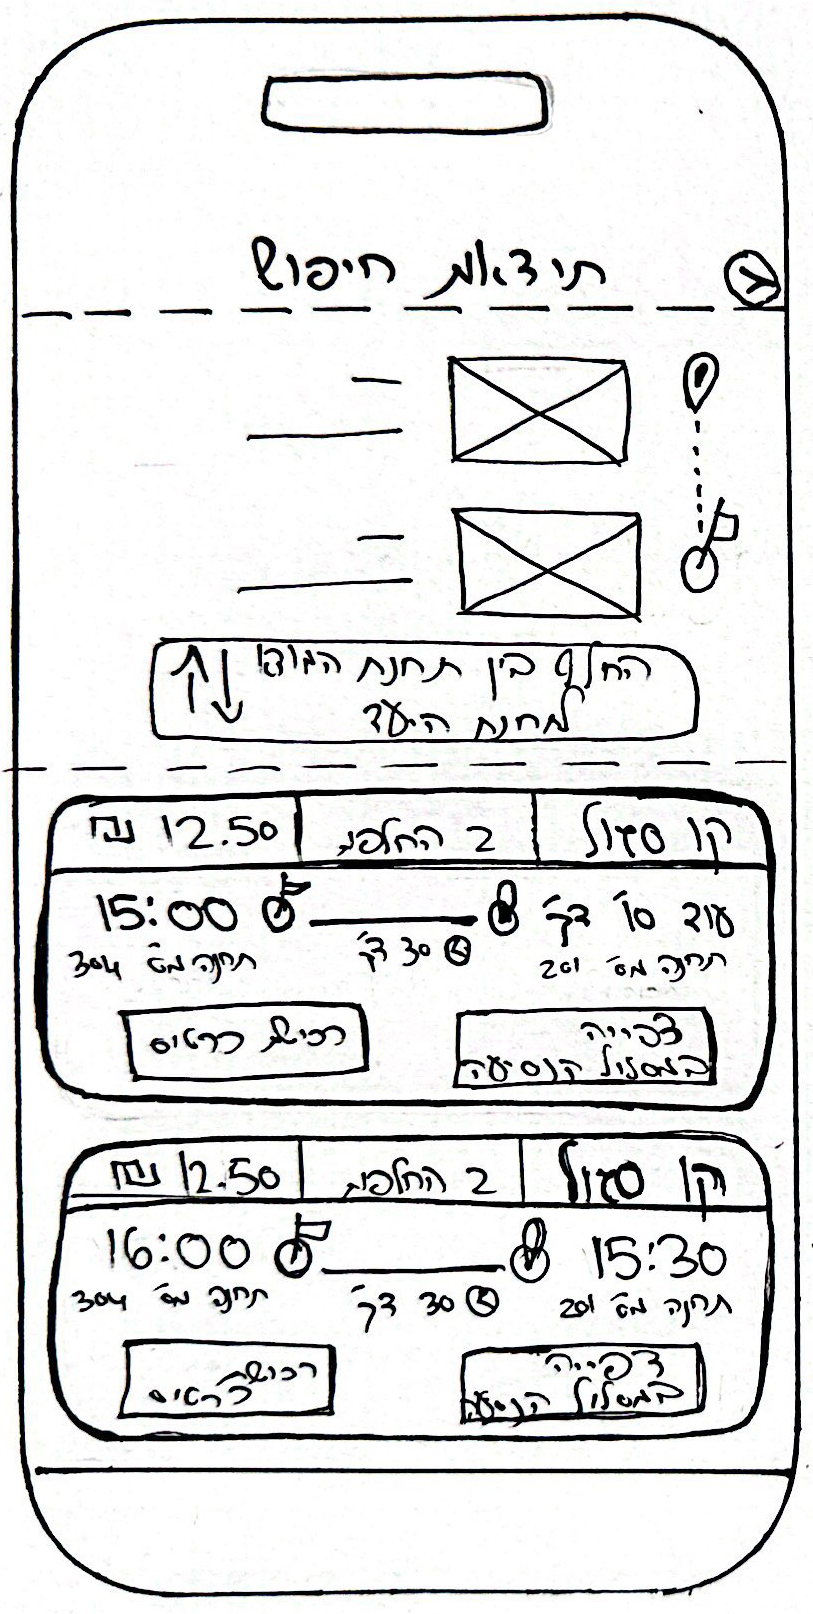 תוצאות חיפוש
החלף בין תחנת המוצא
לתחנת היעד
קו סגול 2 החלפות 12.50 ₪
עוד 10 דק׳ 15:00
תחנה מס׳ 201 30 דק׳ תחנה מס׳ 304
צפייה
במסלול הנסיעה
רכישת כרטיס
קו סגול 2 החלפות 12.50 ₪
15:30 16:00
תחנה מס׳ 201 30 דק׳ תחנה מס׳ 304
צפייה
במסלול הנסיעה
רכישת
כרטיס